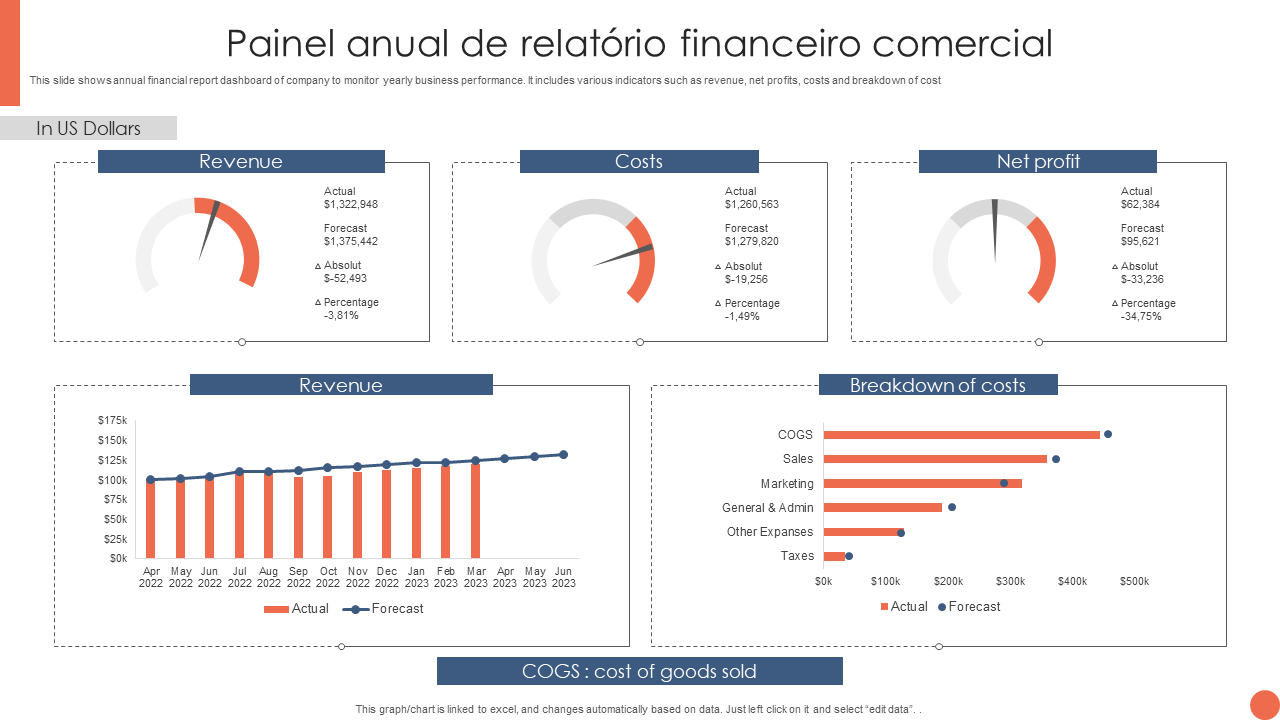 Painel anual de relatório financeiro comercial
This slide shows annual financial report dashboard of company to monitor yearly business performance. It includes various indicators such as revenue, net profits, costs and breakdown of cost
In US Dollars
Revenue
Actual
$1,322,948
Forecast
$1,375,442
Δ Absolut
$-52,493
Δ Percentage
-3,81%
Costs
Actual
$1,260,563
Forecast
$1,279,820
Δ Absolut
$-19,256
Δ Percentage
-1,49%
Net profit
Actual
$62,384
Forecast
$95,621
Δ Absolut
$-33,236
Δ Percentage
-34,75%
Revenue
$175k
$150k
$125k
$100k
$75k
$50k
$25k
$0k
Apr May Jun Jul Aug Sep Oct Nov Dec Jan Feb Mar Apr May Jun
2022 2022 2022 2022 2022 2022 2022 2022 2022 2023 2023 2023 2023 2023 2023
Actual Forecast
Breakdown of costs
COGS
Sales
Marketing
General & Admin
Other Expanses
Taxes
$0k $100k $200k $300k $400k $500k
Actual Forecast
COGS : cost of goods sold
This graph/chart is linked to excel, and changes automatically based on data. Just left click on it and select “edit data”. .